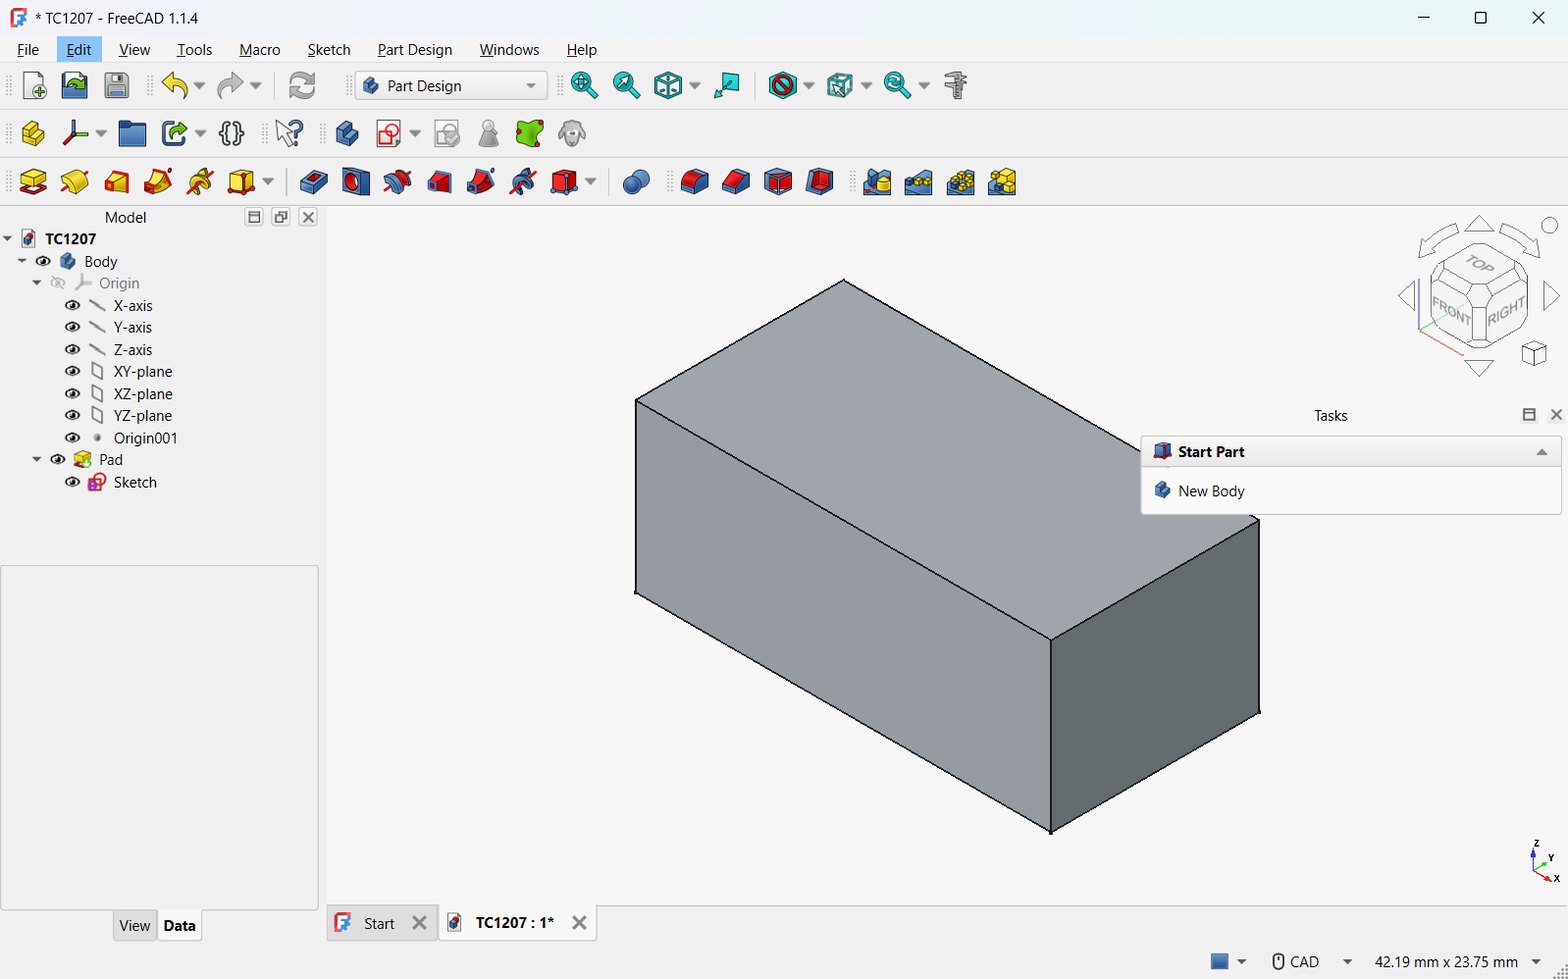 * TC1207 - FreeCAD 1.1.4
File Edit View Tools Macro Sketch Part Design Windows Help
Part Design
Model
TC1207
Body
Origin
X-axis
Y-axis
Z-axis
XY-plane
XZ-plane
YZ-plane
Origin001
Pad
Sketch
TOP
FRONT
RIGHT
Tasks
Start Part
New Body
Z
Y
X
View Data
Start
TC1207 : 1*
CAD
42.19 mm x 23.75 mm